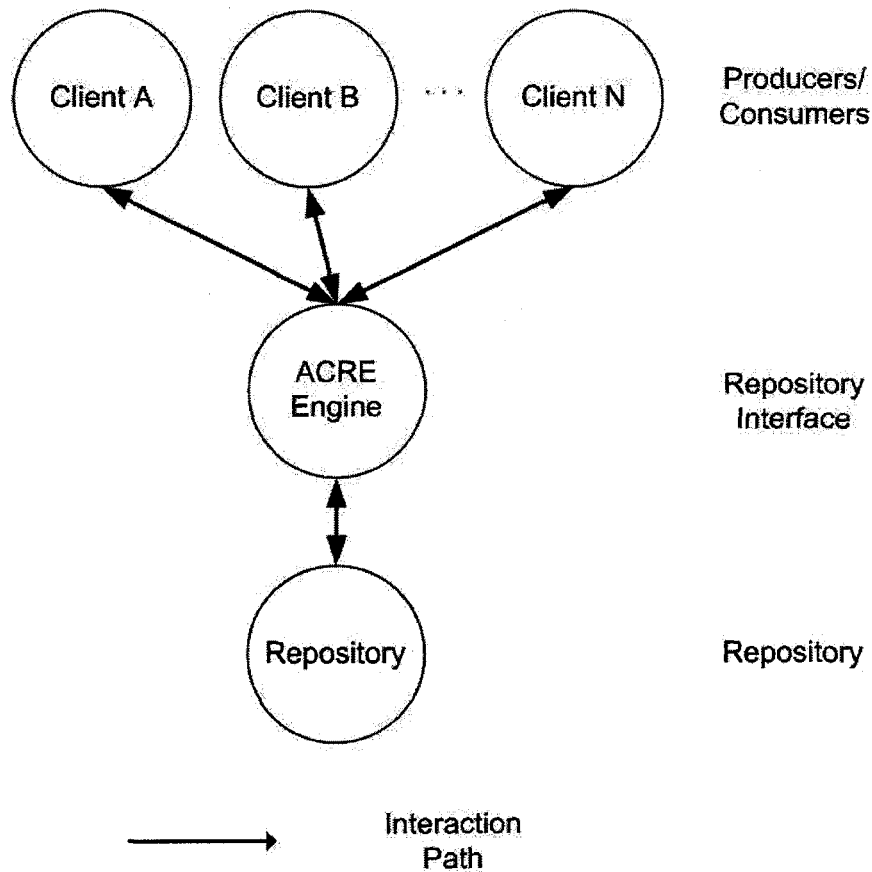 Client A
Client B
...
Client N
Producers/
Consumers
ACRE
Engine
Repository
Interface
Repository
Repository
Interaction
Path